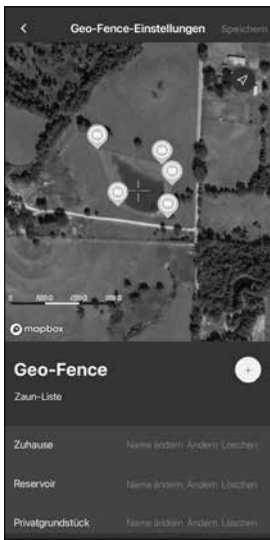 Geo-Fence-Einstellungen Speichern
mapbox
Geo-Fence
Zaun-Liste
Zuhause Name ändern Ändern Löschen
Reservoir Name ändern Ändern Löschen
Privatgrundstück Name ändern Ändern Löschen